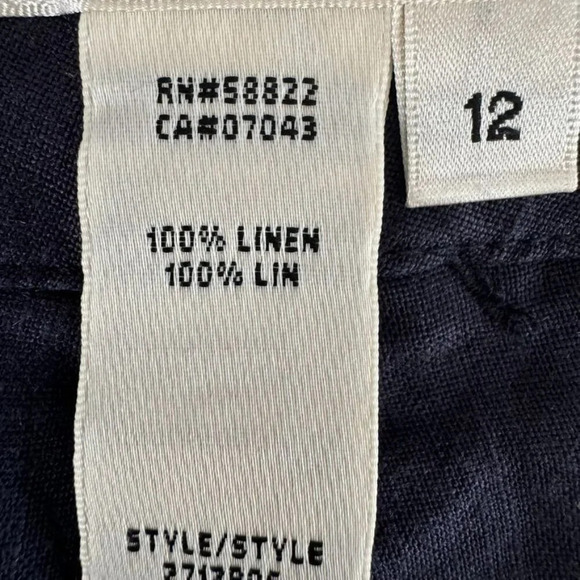 RN#58822
CA#07043
12
100% LINEN
100% LIN
STYLE/STYLE